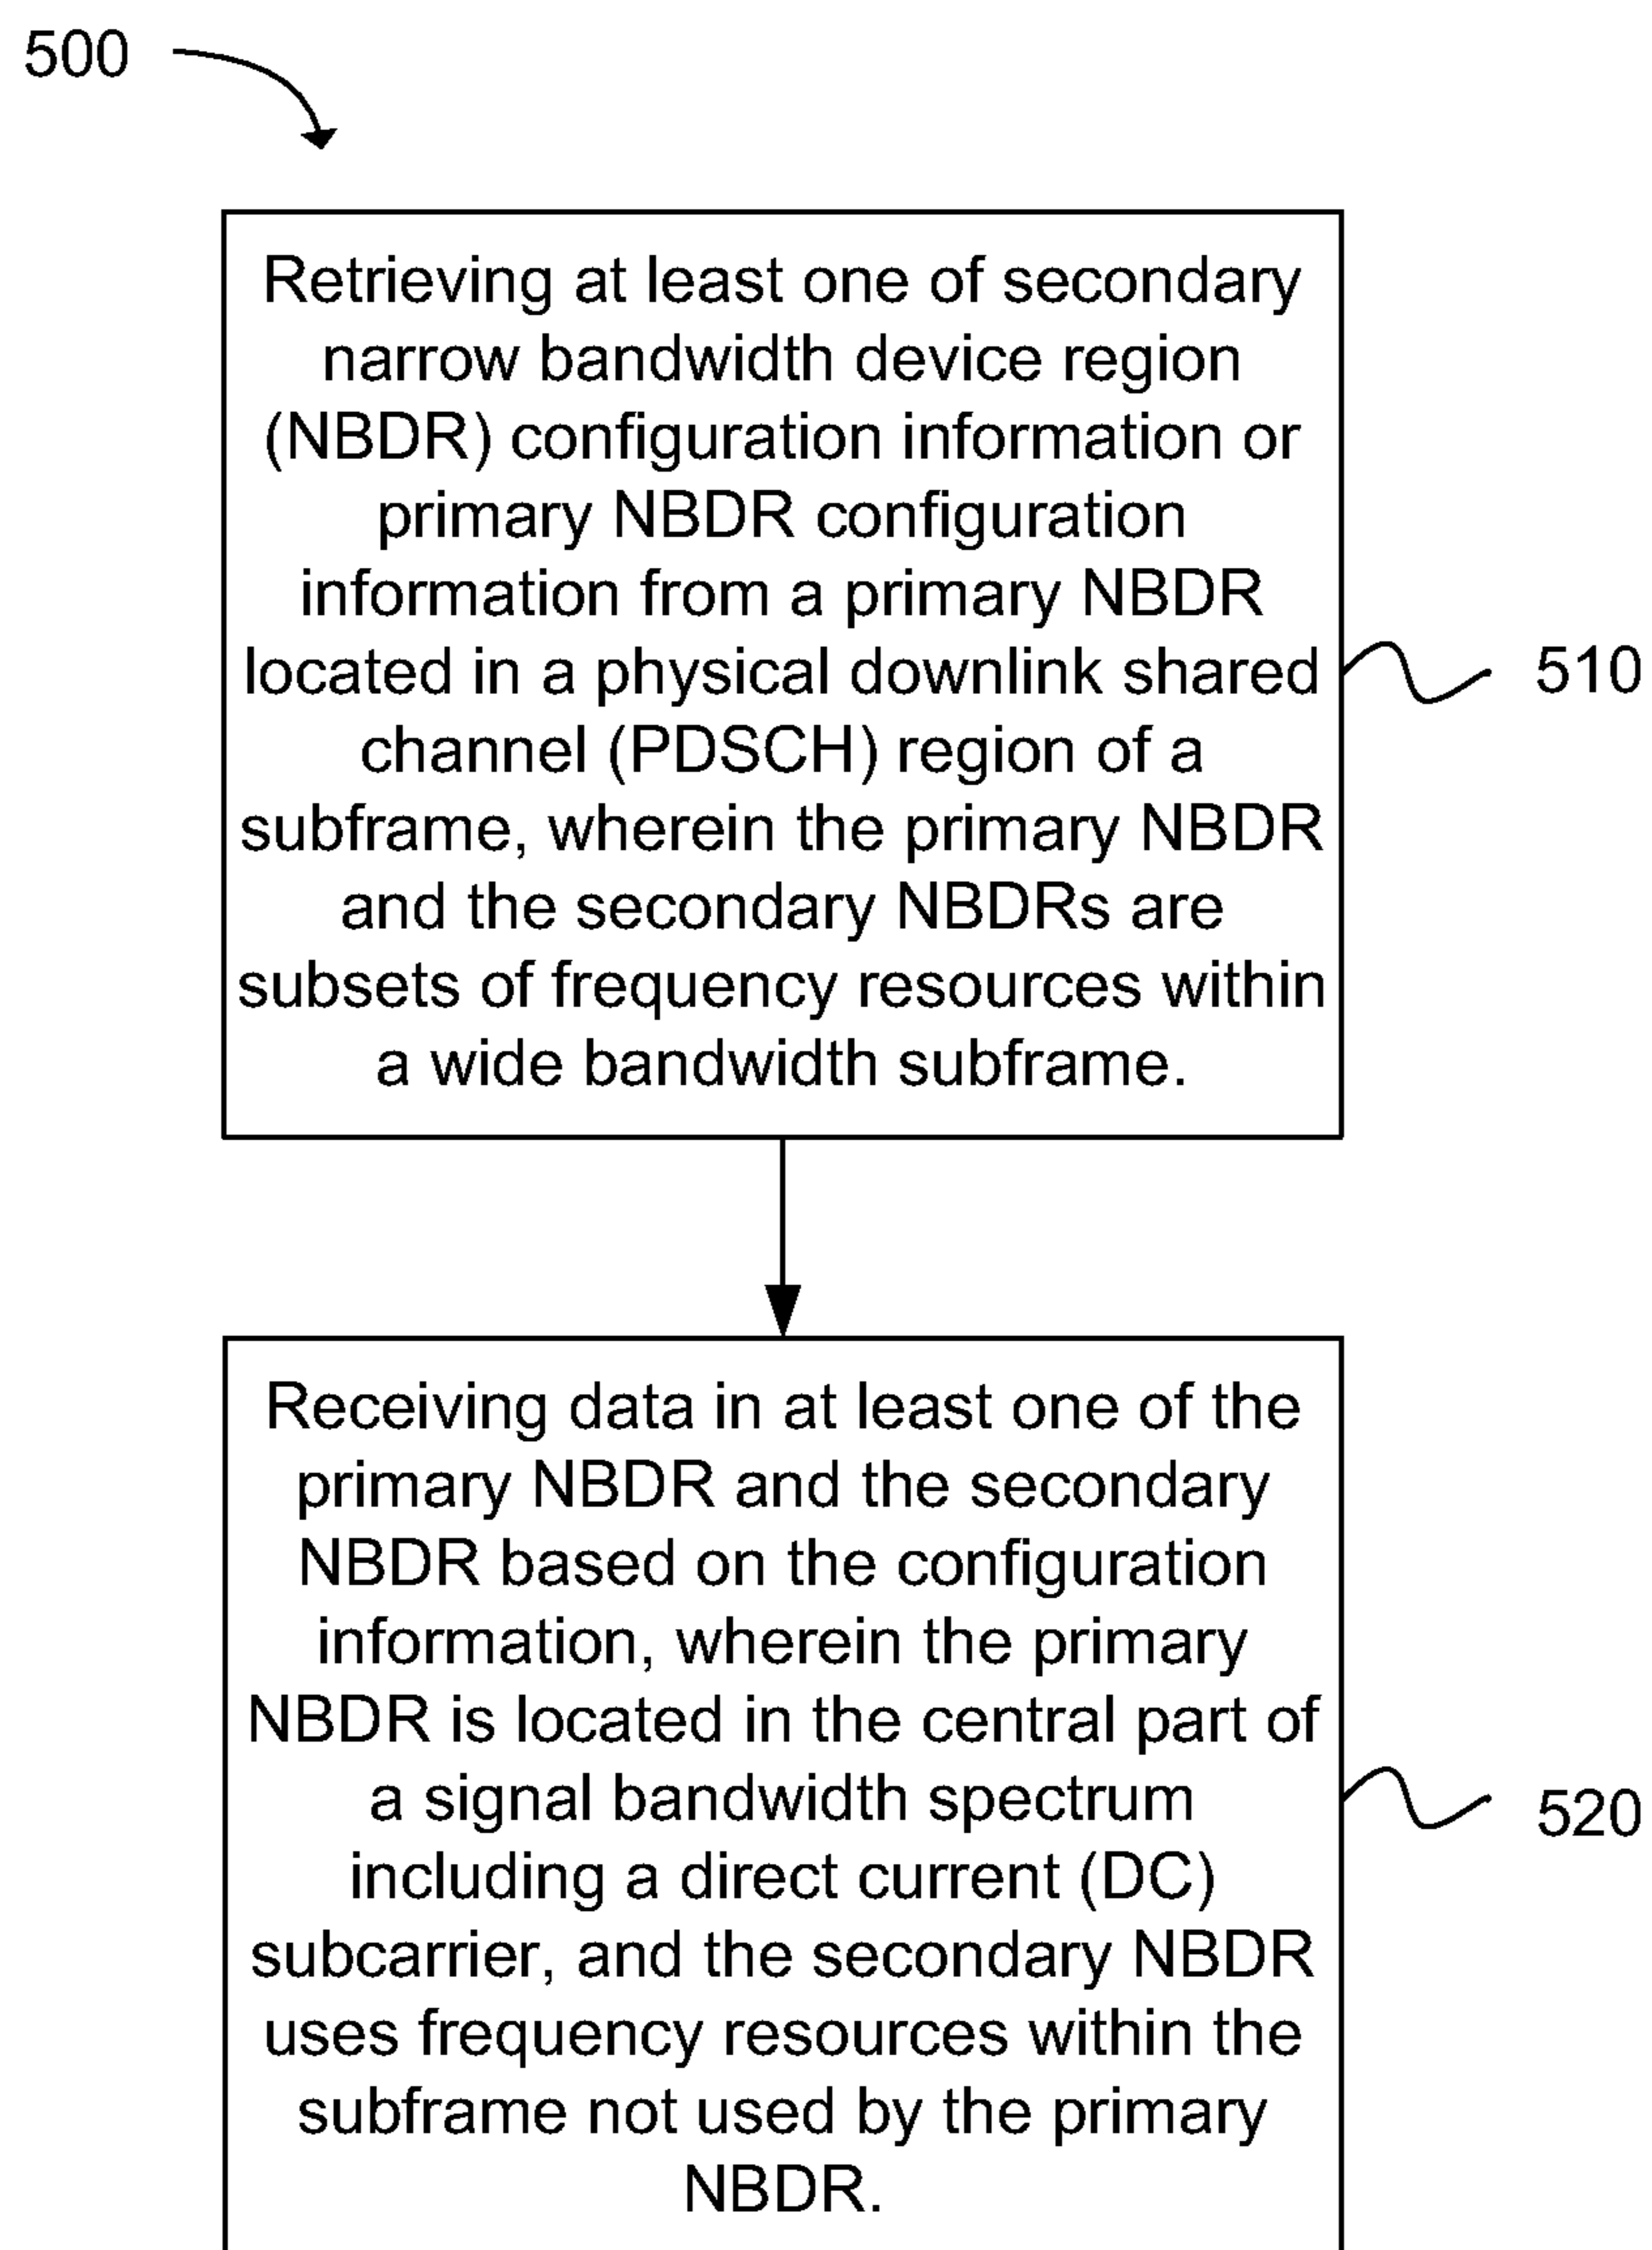 500
Retrieving at least one of secondary
narrow bandwidth device region
(NBDR) configuration information or
primary NBDR configuration
information from a primary NBDR
located in a physical downlink shared
channel (PDSCH) region of a
subframe, wherein the primary NBDR
and the secondary NBDRs are
subsets of frequency resources within
a wide bandwidth subframe.
510
Receiving data in at least one of the
primary NBDR and the secondary
NBDR based on the configuration
information, wherein the primary
NBDR is located in the central part of
a signal bandwidth spectrum
including a direct current (DC)
subcarrier, and the secondary NBDR
uses frequency resources within the
subframe not used by the primary
NBDR.
520